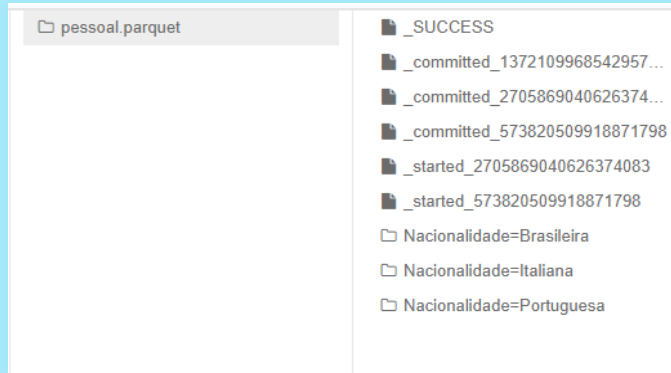 pessoal.parquet
_SUCCESS
_committed_1372109968542957...
_committed_2705869040626374...
_committed_573820509918871798
_started_2705869040626374083
_started_573820509918871798
Nacionalidade=Brasileira
Nacionalidade=Italiana
Nacionalidade=Portuguesa